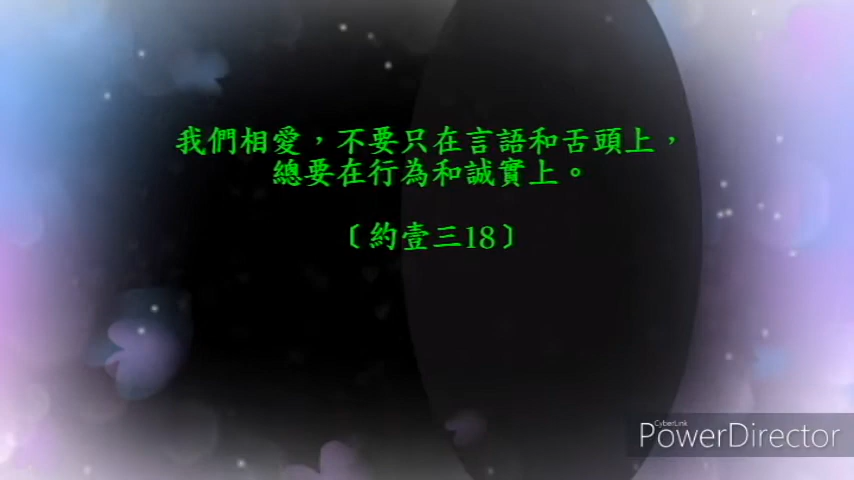 我們相愛，不要只在言語和舌頭上，
總要在行為和誠實上。
〔約壹三18〕
CyberLink
PowerDirector